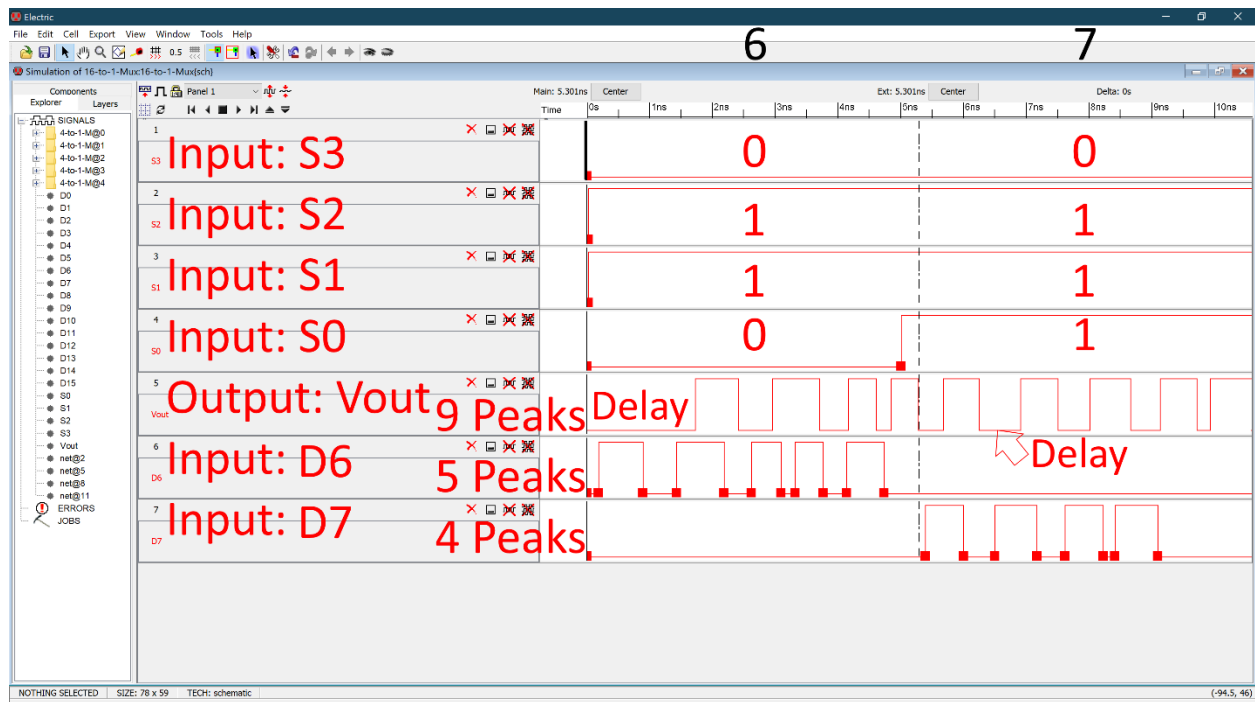 Electric
File Edit Cell Export View Window Tools Help
0.5
6 7
Simulation of 16-to-1-Mux:16-to-1-Mux{sch}
Components
Explorer Layers
Panel 1
Main: 5.301ns Center Ext: 5.301ns Center Delta: 0s
Time 0s 1ns 2ns 3ns 4ns 5ns 6ns 7ns 8ns 9ns 10ns
SIGNALS
4-to-1-M@0
4-to-1-M@1
4-to-1-M@2
4-to-1-M@3
4-to-1-M@4
D0
D1
D2
D3
D4
D5
D6
D7
D8
D9
D10
D11
D12
D13
D14
D15
S0
S1
S2
S3
Vout
net@2
net@5
net@8
net@11
ERRORS
JOBS
1
S3 Input: S3 0 0
2
S2 Input: S2 1 1
3
S1 Input: S1 1 1
4
S0 Input: S0 0 1
5
Vout Output: Vout 9 Peaks Delay
Delay
6
D6 Input: D6 5 Peaks
7
D7 Input: D7 4 Peaks
NOTHING SELECTED SIZE: 78 x 59 TECH: schematic (-94.5, 46)